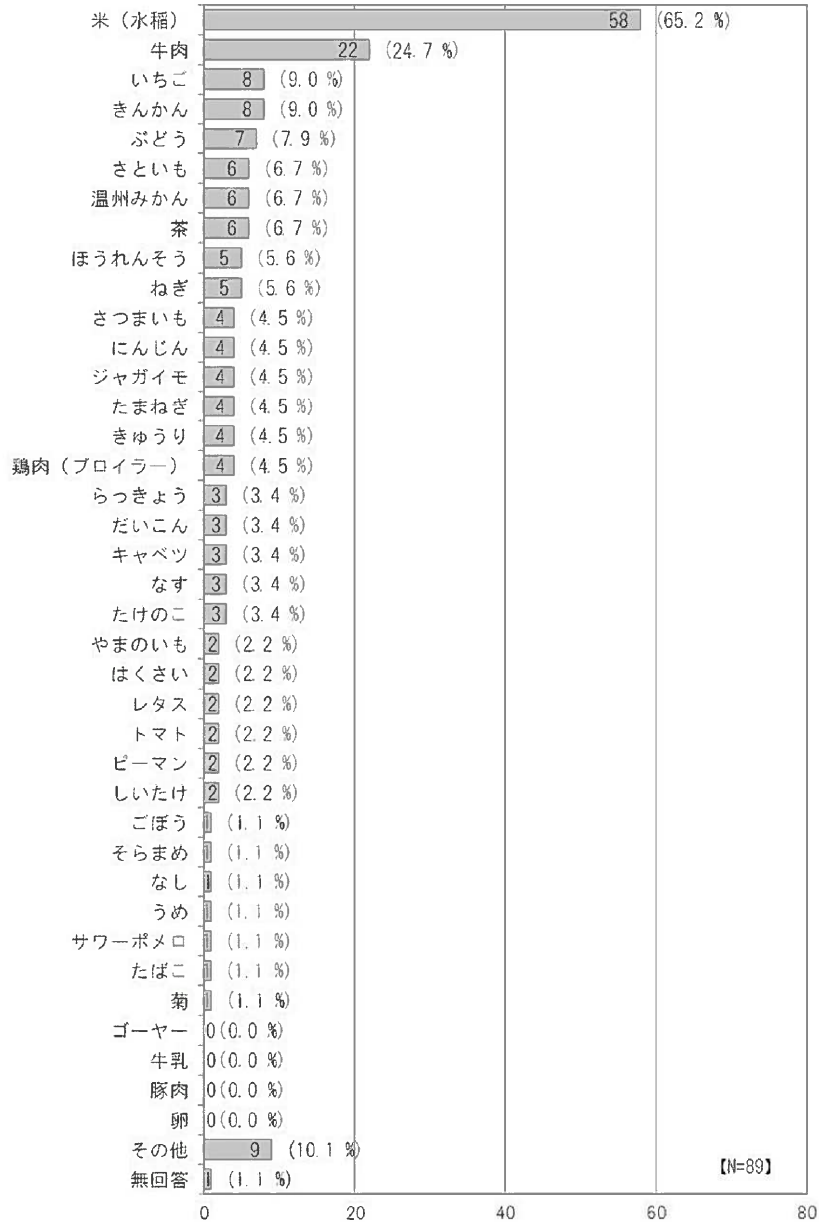 米（水稲） 58 (65.2 %)
牛肉 22 (24.7 %)
いちご 8 (9.0 %)
きんかん 8 (9.0 %)
ぶどう 7 (7.9 %)
さといも 6 (6.7 %)
温州みかん 6 (6.7 %)
茶 6 (6.7 %)
ほうれんそう 5 (5.6 %)
ねぎ 5 (5.6 %)
さつまいも 4 (4.5 %)
にんじん 4 (4.5 %)
ジャガイモ 4 (4.5 %)
たまねぎ 4 (4.5 %)
きゅうり 4 (4.5 %)
鶏肉（ブロイラー） 4 (4.5 %)
らっきょう 3 (3.4 %)
だいこん 3 (3.4 %)
キャベツ 3 (3.4 %)
なす 3 (3.4 %)
たけのこ 3 (3.4 %)
やまのいも 2 (2.2 %)
はくさい 2 (2.2 %)
レタス 2 (2.2 %)
トマト 2 (2.2 %)
ピーマン 2 (2.2 %)
しいたけ 2 (2.2 %)
ごぼう 1 (1.1 %)
そらまめ 1 (1.1 %)
なし 1 (1.1 %)
うめ 1 (1.1 %)
サワーポメロ 1 (1.1 %)
たばこ 1 (1.1 %)
菊 1 (1.1 %)
ゴーヤー 0(0.0 %)
牛乳 0(0.0 %)
豚肉 0(0.0 %)
卵 0(0.0 %)
その他 9 (10.1 %)
無回答 1 (1.1 %)
【N=89】
0 20 40 60 80